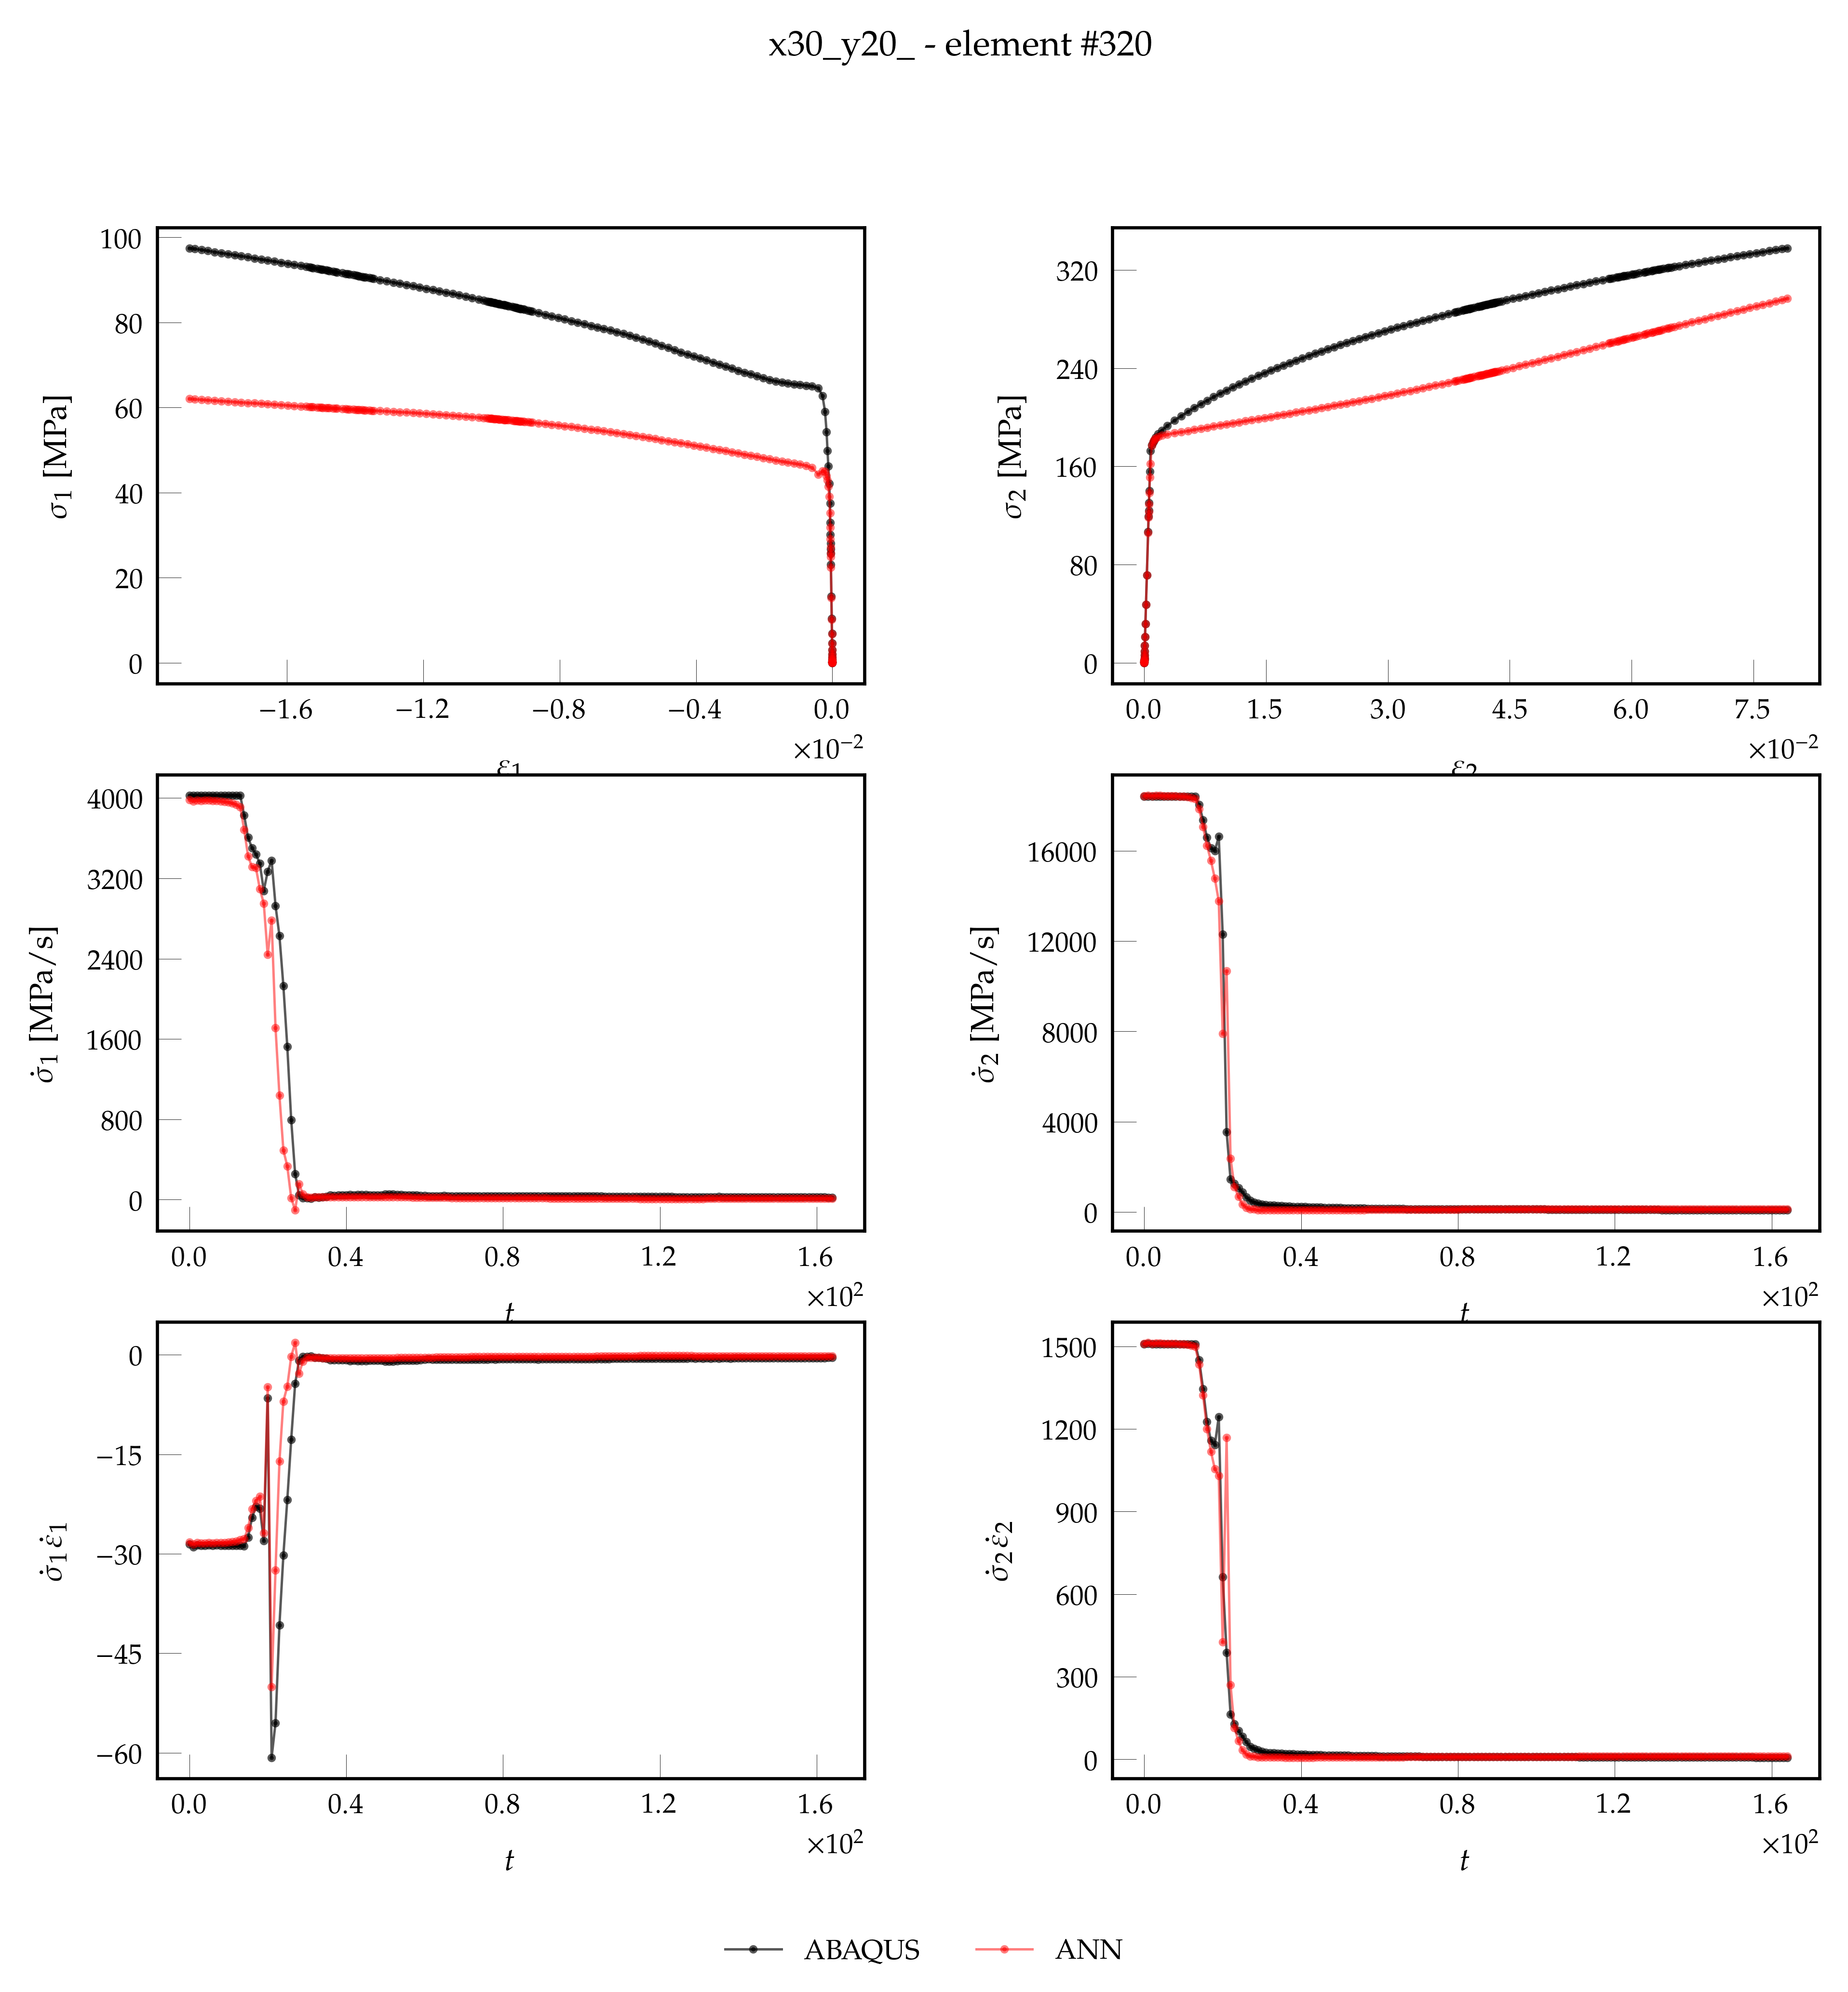 x30_y20_ - element #320
σ₁ [MPa]
100
80
60
40
20
0
−1.6 −1.2 −0.8 −0.4 0.0
×10⁻²
ε₁
σ₂ [MPa]
320
240
160
80
0
0.0 1.5 3.0 4.5 6.0 7.5
×10⁻²
ε₂
σ̇₁ [MPa/s]
4000
3200
2400
1600
800
0
0.0 0.4 0.8 1.2 1.6
×10²
t
σ̇₂ [MPa/s]
16000
12000
8000
4000
0
0.0 0.4 0.8 1.2 1.6
×10²
t
σ̇₁ε̇₁
0
−15
−30
−45
−60
0.0 0.4 0.8 1.2 1.6
×10²
t
σ̇₂ε̇₂
1500
1200
900
600
300
0
0.0 0.4 0.8 1.2 1.6
×10²
t
ABAQUS ANN